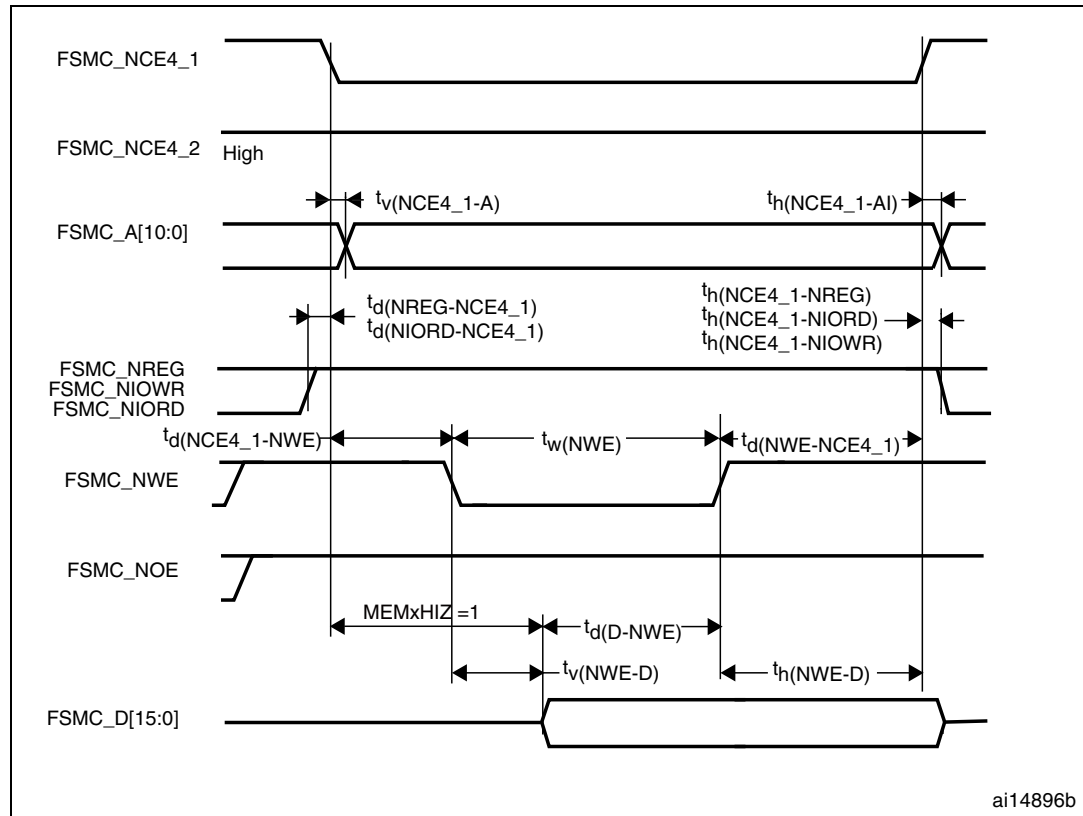 FSMC_NCE4_1
FSMC_NCE4_2 High
tv(NCE4_1-A)
th(NCE4_1-AI)
FSMC_A[10:0]
td(NREG-NCE4_1)
td(NIORD-NCE4_1)
th(NCE4_1-NREG)
th(NCE4_1-NIORD)
th(NCE4_1-NIOWR)
FSMC_NREG
FSMC_NIOWR
FSMC_NIORD
td(NCE4_1-NWE)
tw(NWE)
td(NWE-NCE4_1)
FSMC_NWE
FSMC_NOE
MEMxHIZ =1
td(D-NWE)
tv(NWE-D)
th(NWE-D)
FSMC_D[15:0]
ai14896b